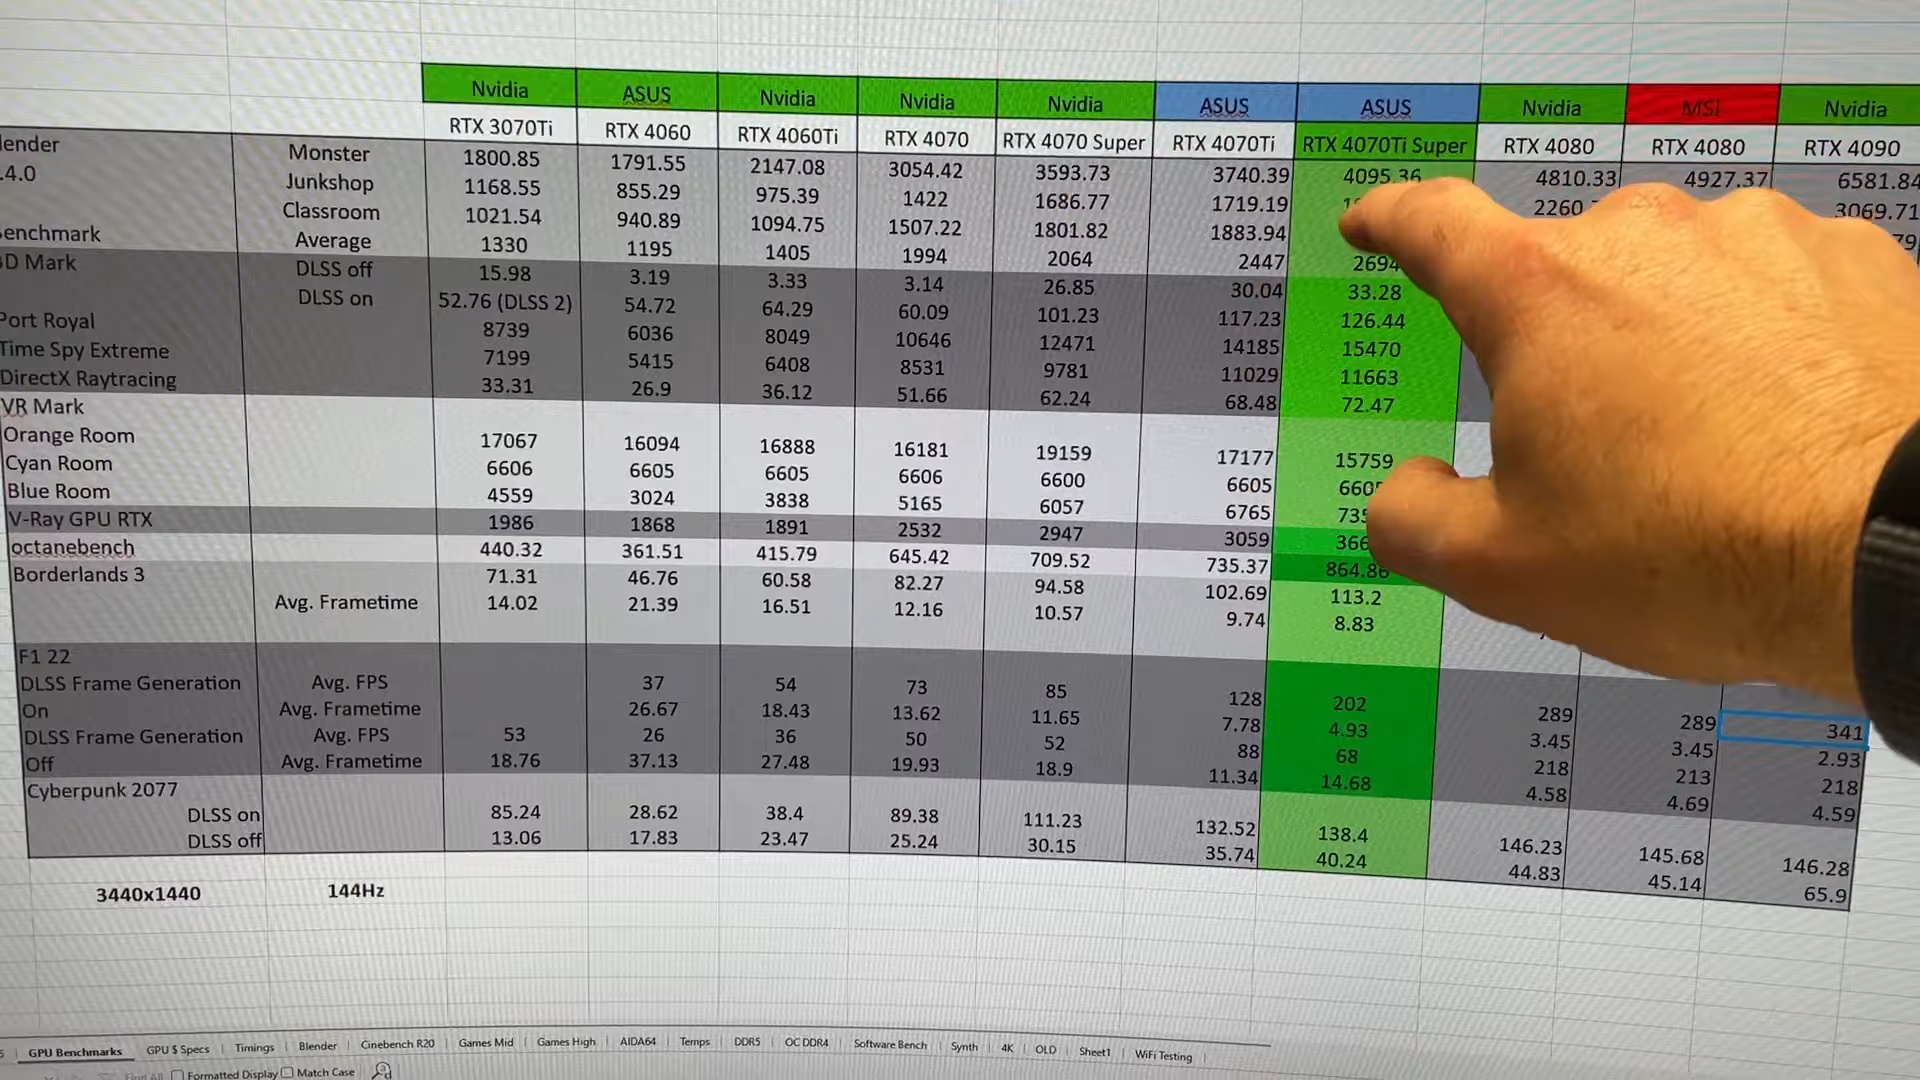 Nvidia ASUS Nvidia Nvidia Nvidia ASUS ASUS Nvidia MSI Nvidia
RTX 3070Ti RTX 4060 RTX 4060Ti RTX 4070 RTX 4070 Super RTX 4070Ti RTX 4070Ti Super RTX 4080 RTX 4080 RTX 4090
lender Monster 1800.85 1791.55 2147.08 3054.42 3593.73 3740.39 4095.36 4810.33 4927.37 6581.84
.4.0 Junkshop 1168.55 855.29 975.39 1422 1686.77 1719.19 2260 3069.71
Classroom 1021.54 940.89 1094.75 1507.22 1801.82 1883.94
enchmark Average 1330 1195 1405 1994 2064 2447 2694
D Mark DLSS off 15.98 3.19 3.33 3.14 26.85 30.04 33.28
DLSS on 52.76 (DLSS 2) 54.72 64.29 60.09 101.23 117.23 126.44
Port Royal 8739 6036 8049 10646 12471 14185 15470
Time Spy Extreme 7199 5415 6408 8531 9781 11029 11663
DirectX Raytracing 33.31 26.9 36.12 51.66 62.24 68.48 72.47
VR Mark
Orange Room 17067 16094 16888 16181 19159 17177 15759
Cyan Room 6606 6605 6605 6606 6600 6605 660
Blue Room 4559 3024 3838 5165 6057 6765 735
V-Ray GPU RTX 1986 1868 1891 2532 2947 3059 366
octanebench 440.32 361.51 415.79 645.42 709.52 735.37 864.86
Borderlands 3 71.31 46.76 60.58 82.27 94.58 102.69 113.2
Avg. Frametime 14.02 21.39 16.51 12.16 10.57 9.74 8.83
F1 22
DLSS Frame Generation Avg. FPS 37 54 73 85 128 202 289 289 341
On Avg. Frametime 26.67 18.43 13.62 11.65 7.78 4.93 3.45 3.45 2.93
DLSS Frame Generation Avg. FPS 53 26 36 50 52 88 68 218 213 218
Off Avg. Frametime 18.76 37.13 27.48 19.93 18.9 11.34 14.68 4.58 4.69 4.59
Cyberpunk 2077
DLSS on 85.24 28.62 38.4 89.38 111.23 132.52 138.4 146.23 145.68 146.28
DLSS off 13.06 17.83 23.47 25.24 30.15 35.74 40.24 44.83 45.14 65.9
3440x1440 144Hz
GPU Benchmarks GPU $ Specs Timings Blender Cinebench R20 Games Mid Games High AIDA64 Temps DDR5 OC DDR4 Software Bench Synth 4K OLD Sheet1 WiFi Testing
Find All Formatted Display Match Case